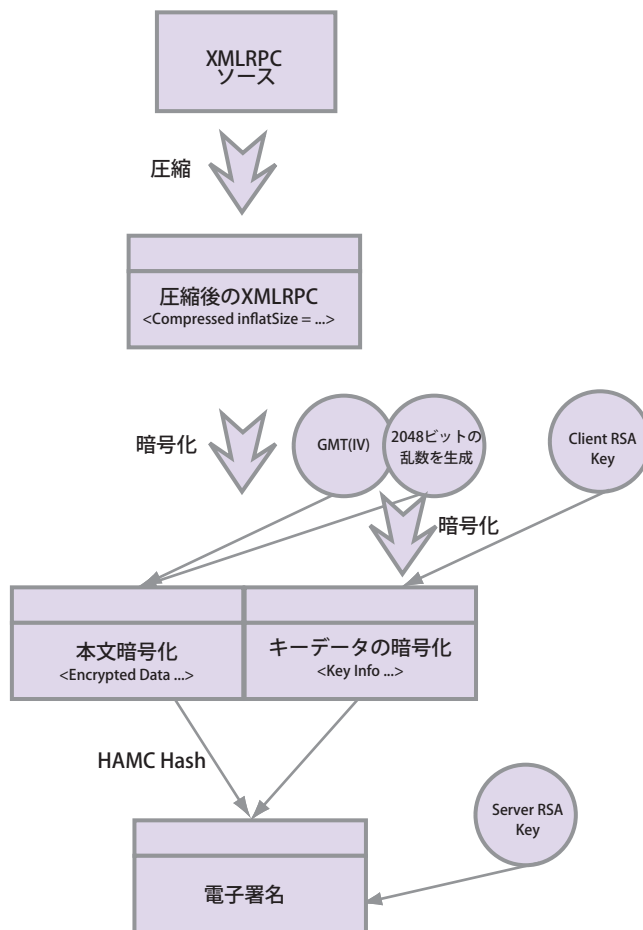 XMLRPC
ソース
圧縮
圧縮後のXMLRPC
<Compressed inflatSize = ...>
暗号化
GMT(IV)
2048ビットの
乱数を生成
Client RSA
Key
暗号化
本文暗号化
<Encrypted Data ...>
キーデータの暗号化
<Key Info ...>
HAMC Hash
Server RSA
Key
電子署名